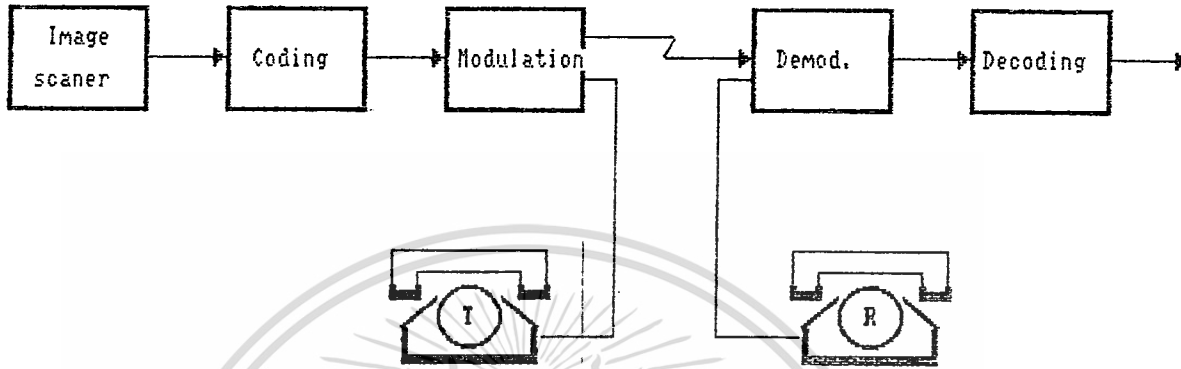 Image
scaner
Coding
Modulation
Demod.
Decoding
T
R